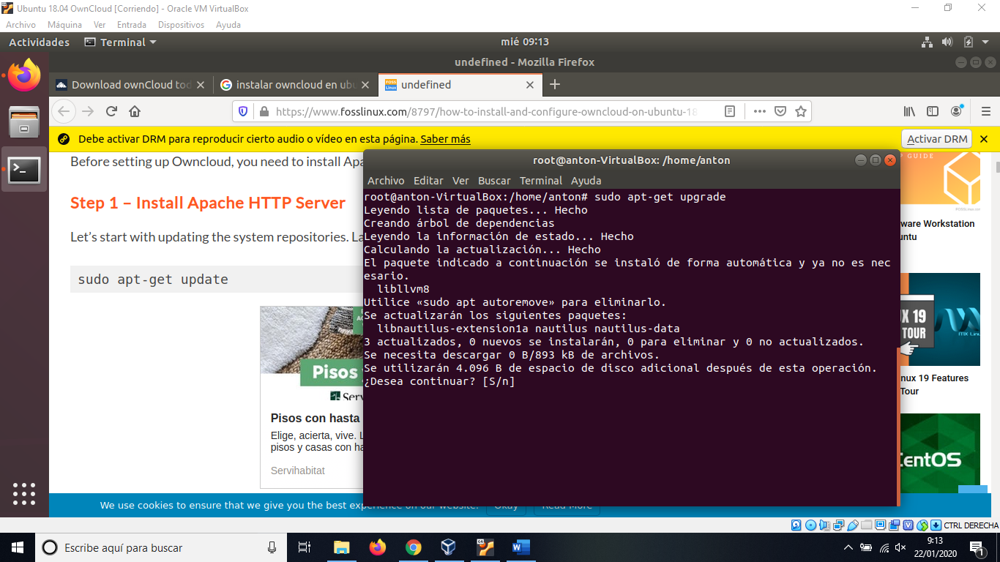 Ubuntu 18.04 OwnCloud [Corriendo] - Oracle VM VirtualBox
Archivo Máquina Ver Entrada Dispositivos Ayuda
Actividades Terminal mié 09:13
undefined - Mozilla Firefox
Download ownCloud tod instalar owncloud en ubu undefined
https://www.fosslinux.com/8797/how-to-install-and-configure-owncloud-on-ubuntu-18
Debe activar DRM para reproducir cierto audio o vídeo en esta página. Saber más Activar DRM
Before setting up Owncloud, you need to install Apa
Step 1 – Install Apache HTTP Server
Let's start with updating the system repositories. La
sudo apt-get update
Pisos
Serv
Pisos con hasta
Elige, acierta, vive. L
pisos y casas con ha
Servihabitat
We use cookies to ensure that we give you the best experience on our website. Okay Read More
root@anton-VirtualBox: /home/anton
Archivo Editar Ver Buscar Terminal Ayuda
root@anton-VirtualBox:/home/anton# sudo apt-get upgrade
Leyendo lista de paquetes... Hecho
Creando árbol de dependencias
Leyendo la información de estado... Hecho
Calculando la actualización... Hecho
El paquete indicado a continuación se instaló de forma automática y ya no es nec
esario.
libllvm8
Utilice «sudo apt autoremove» para eliminarlo.
Se actualizarán los siguientes paquetes:
libnautilus-extension1a nautilus nautilus-data
3 actualizados, 0 nuevos se instalarán, 0 para eliminar y 0 no actualizados.
Se necesita descargar 0 B/893 kB de archivos.
Se utilizarán 4.096 B de espacio de disco adicional después de esta operación.
¿Desea continuar? [S/n]
P GUIDE
ware Workstation
untu
X 19
TOUR
nux 19 Features
Tour
CentOS
CTRL DERECHA
Escribe aquí para buscar
9:13
22/01/2020
1